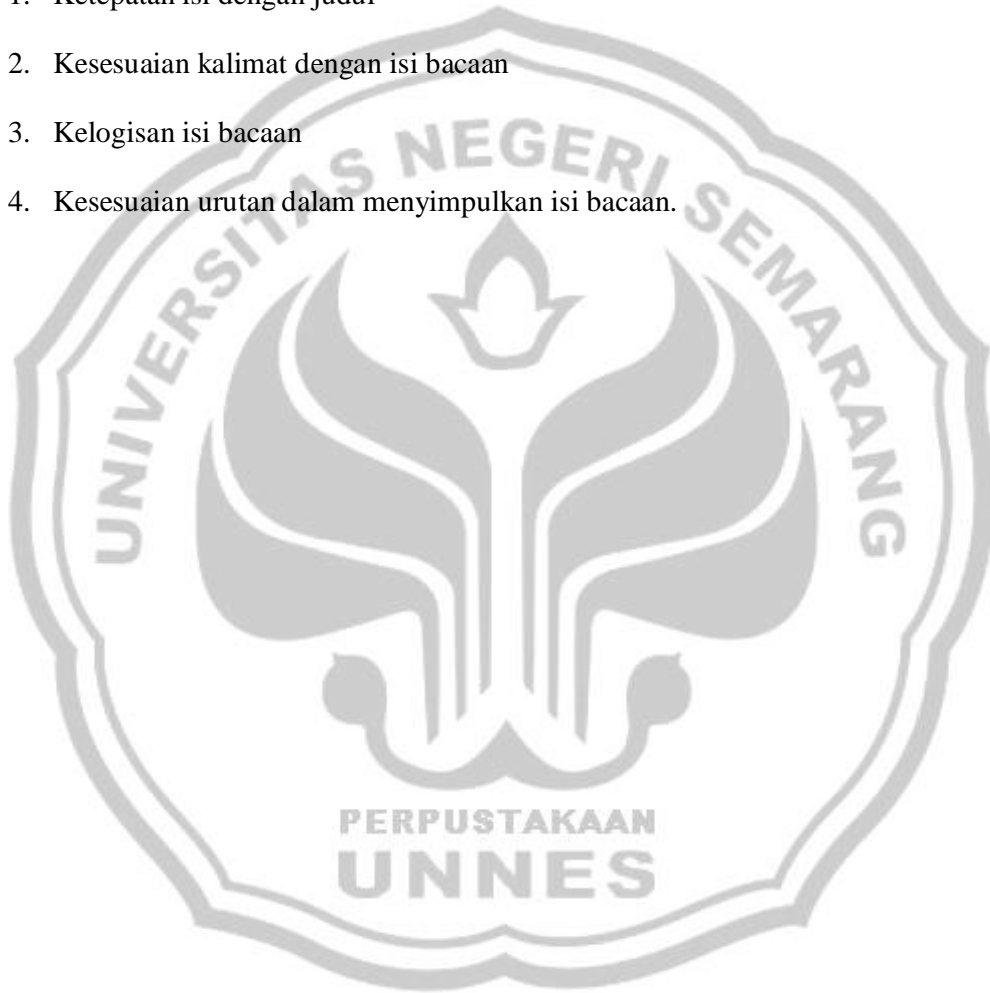 1. Ketepatan isi dengan judul
2. Kesesuaian kalimat dengan isi bacaan
3. Kelogisan isi bacaan
4. Kesesuaian urutan dalam menyimpulkan isi bacaan.
UNIVERSITAS NEGERI SEMARANG
PERPUSTAKAAN
UNNES